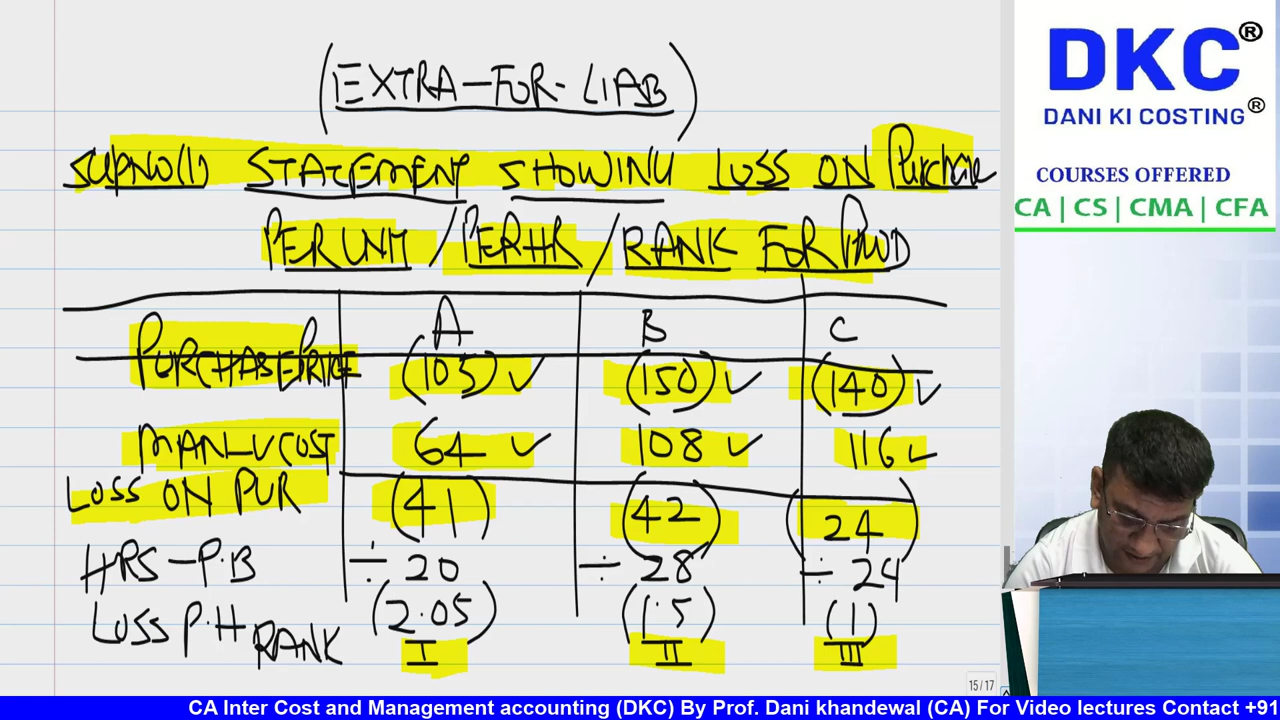 (EXTRA-FOR-LIAB)
STATEMENT SHOWING LOSS ON Purchase
PER UNIT / PER HR / RANK FOR PROD
A B C
PURCHASE PRICE (105) ✓ (150) ✓ (140) ✓
MAN-V COST 64 ✓ 108 ✓ 116 ✓
LOSS ON PUR (41) (42) (24)
HRS-P.B ÷ 20 ÷ 28 ÷ 24
LOSS P.H (2.05) (1.5) (1)
RANK I II III
15/17
DKC®
DANI KI COSTING®
COURSES OFFERED
CA | CS | CMA | CFA
CA Inter Cost and Management accounting (DKC) By Prof. Dani khandewal (CA) For Video lectures Contact +91